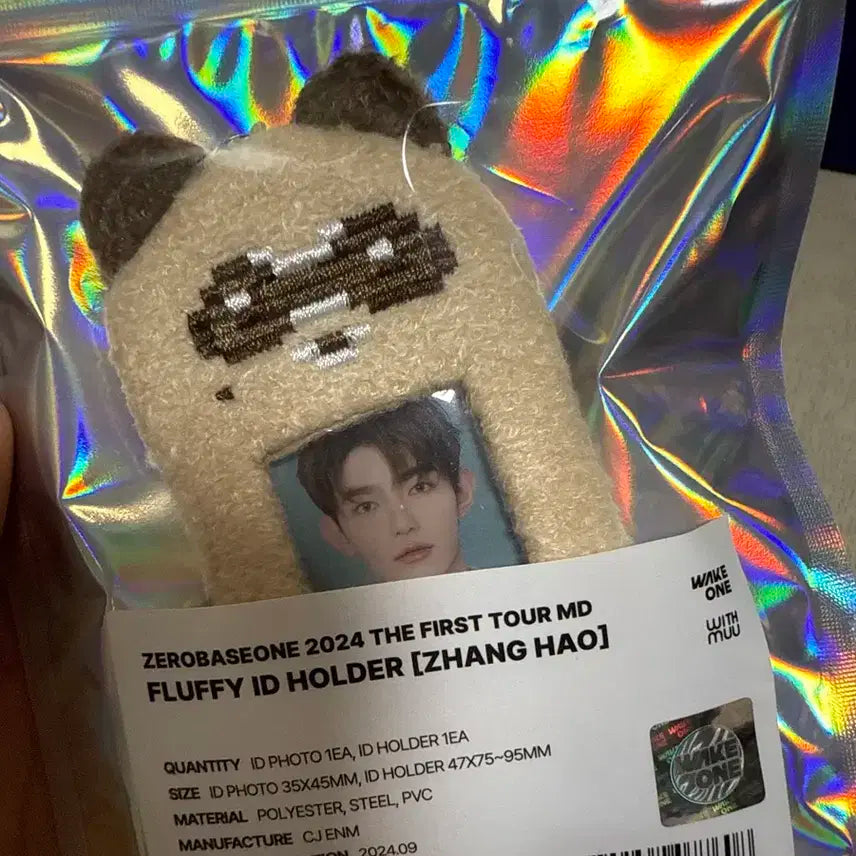 WAKE
ONE
WITH
MUU
ZEROBASEONE 2024 THE FIRST TOUR MD
FLUFFY ID HOLDER [ZHANG HAO]
QUANTITY ID PHOTO 1EA, ID HOLDER 1EA
SIZE ID PHOTO 35X45MM, ID HOLDER 47X75~95MM
MATERIAL POLYESTER, STEEL, PVC
MANUFACTURE CJ ENM
2024.09
WAKE
ONE